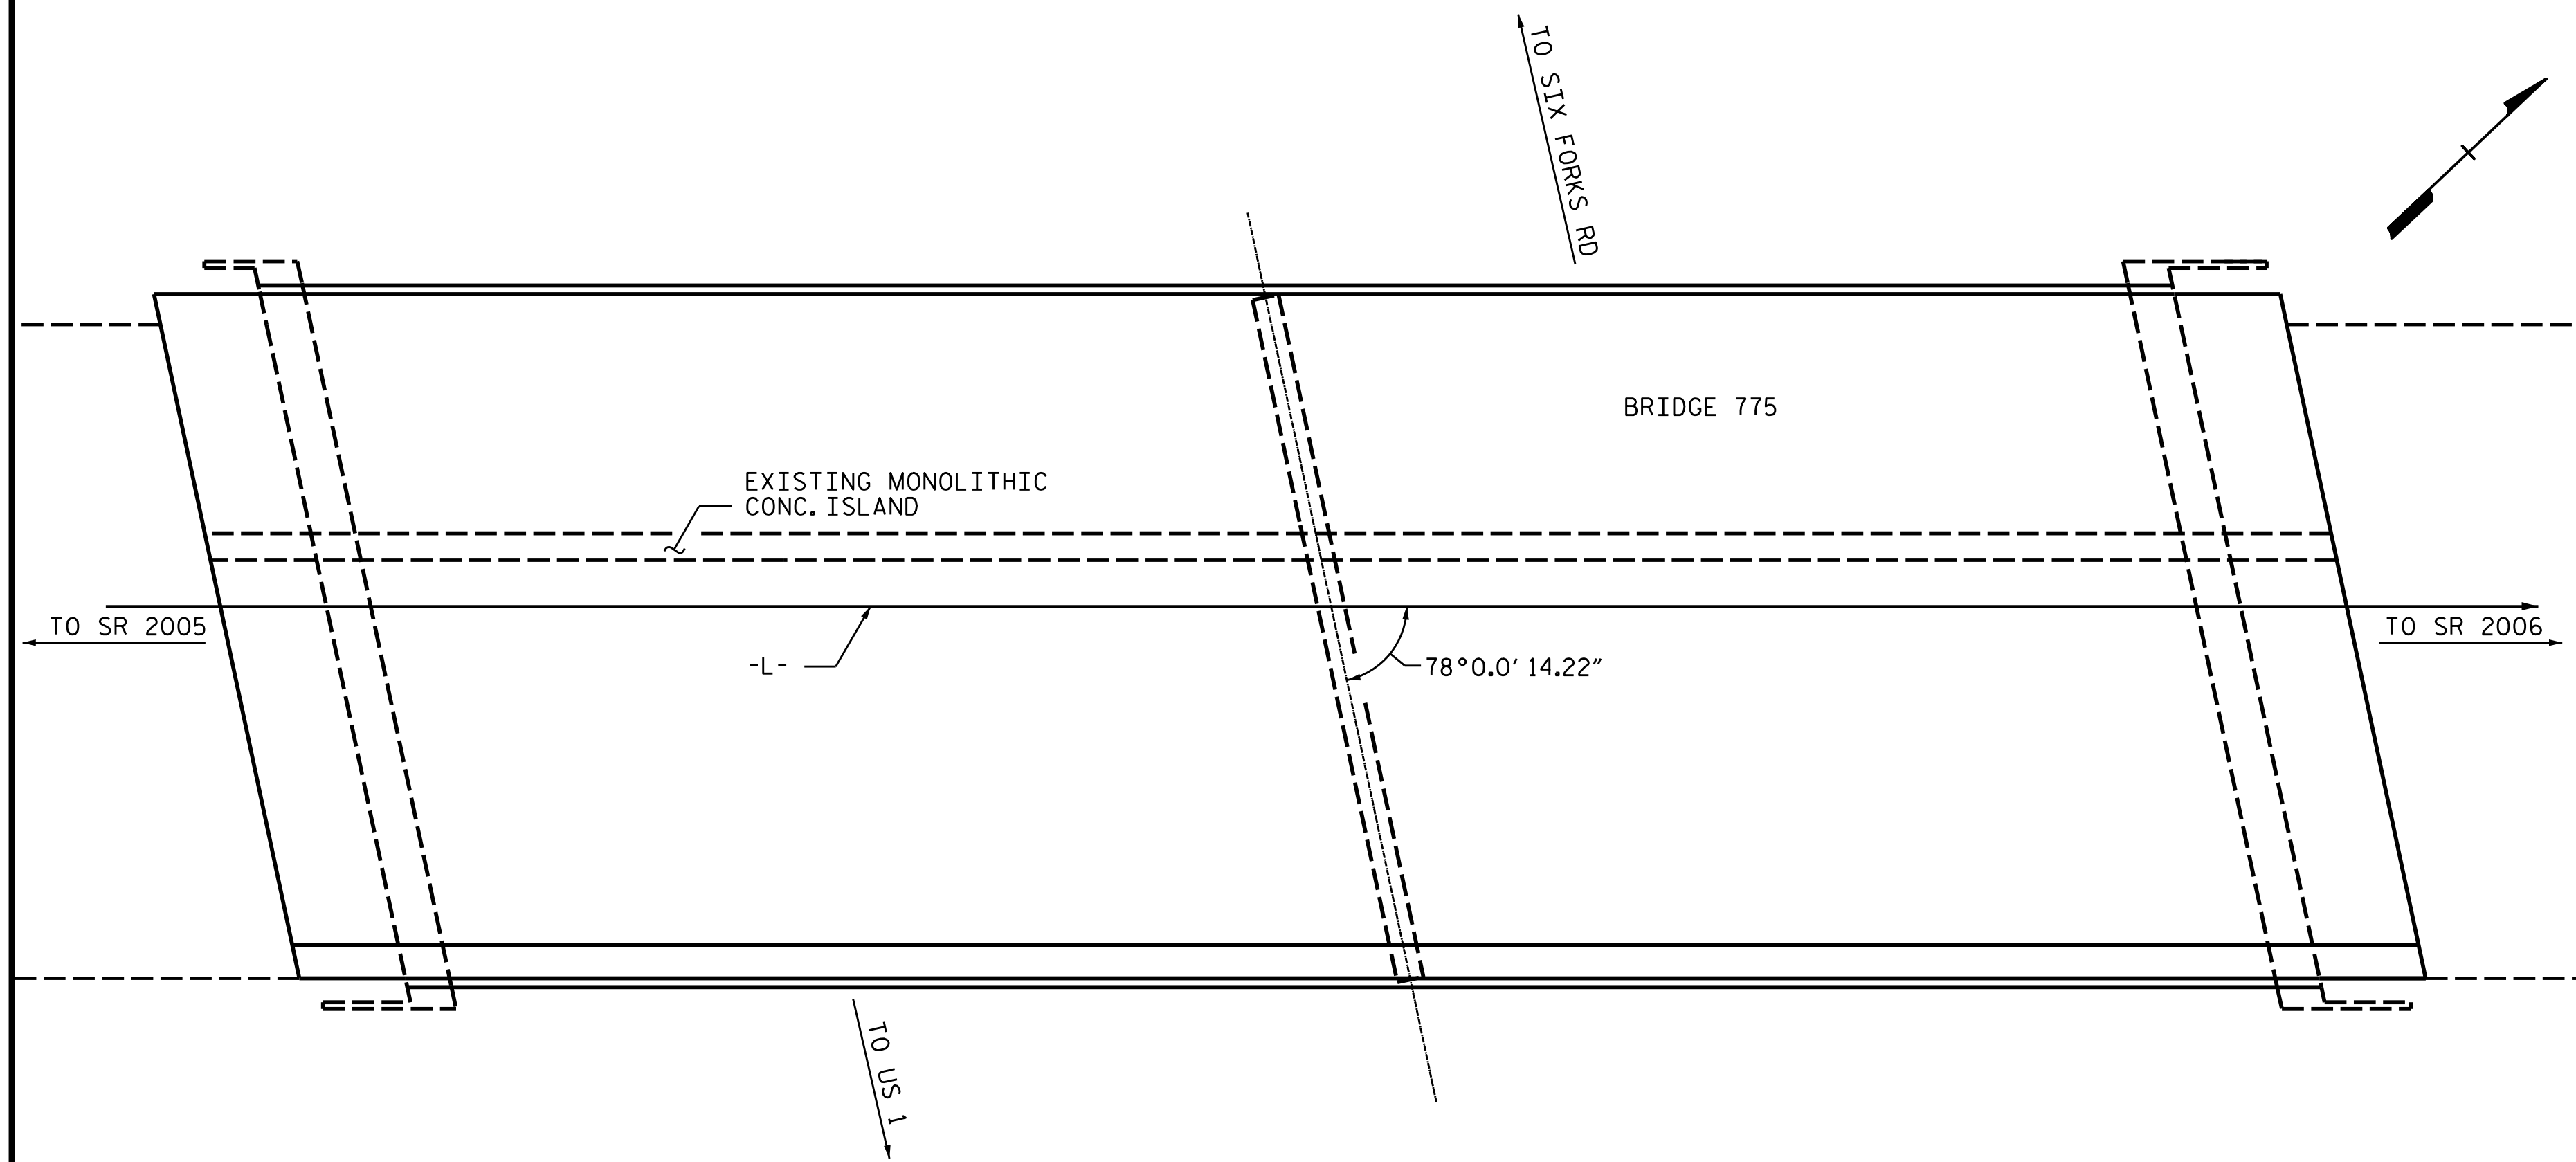 TO SIX FORKS RD
BRIDGE 775
EXISTING MONOLITHIC
CONC. ISLAND
TO SR 2005
TO SR 2006
-L-
78°0.0' 14.22"
TO US 1